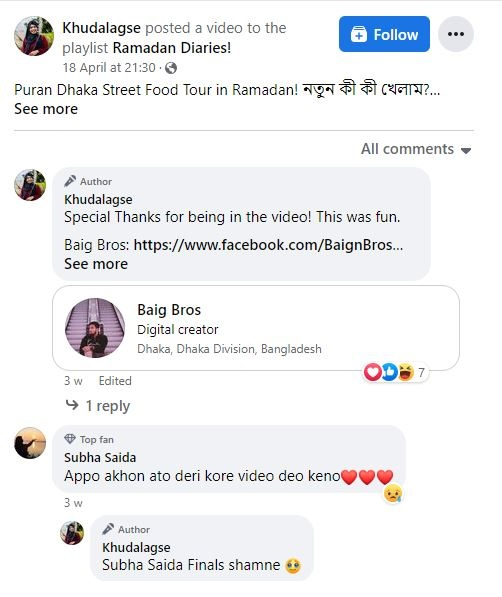 Khudalagse posted a video to the
playlist Ramadan Diaries!
Follow
18 April at 21:30 ·
Puran Dhaka Street Food Tour in Ramadan! নতুন কী কী খেলাম?...
See more
All comments
Author
Khudalagse
Special Thanks for being in the video! This was fun.
Baig Bros: https://www.facebook.com/BaignBros...
See more
Baig Bros
Digital creator
Dhaka, Dhaka Division, Bangladesh
3 w Edited
7
1 reply
Top fan
Subha Saida
Appo akhon ato deri kore video deo keno❤️❤️❤️
3 w
Author
Khudalagse
Subha Saida Finals shamne 🥹